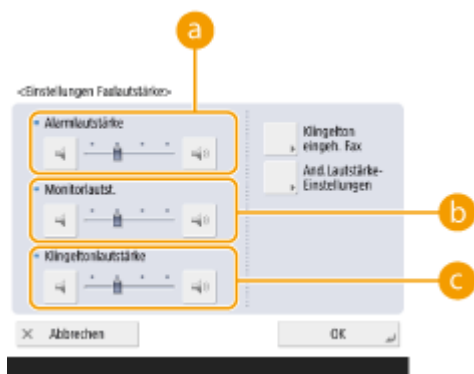 a
<Einstellungen Faxlautstärke>
Alarmlautstärke
Klingelton
eingeh. Fax
And.Lautstärke-
Einstellungen
Monitorlautst.
b
Klingeltonlautstärke
c
× Abbrechen
OK